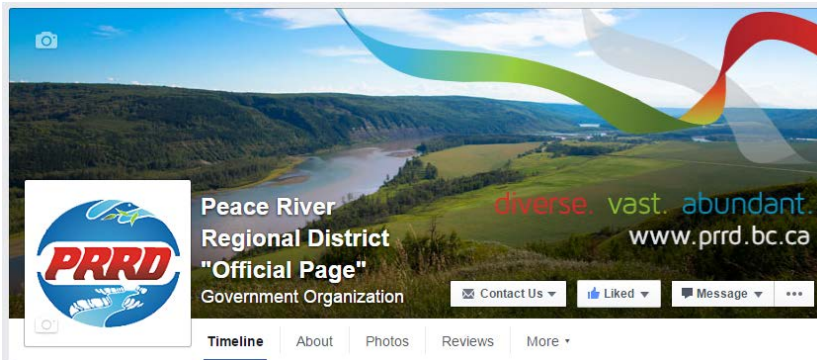 diverse. vast. abundant.
www.prrd.bc.ca
PRRD
Peace River
Regional District
"Official Page"
Government Organization
Contact Us
Liked
Message
Timeline About Photos Reviews More